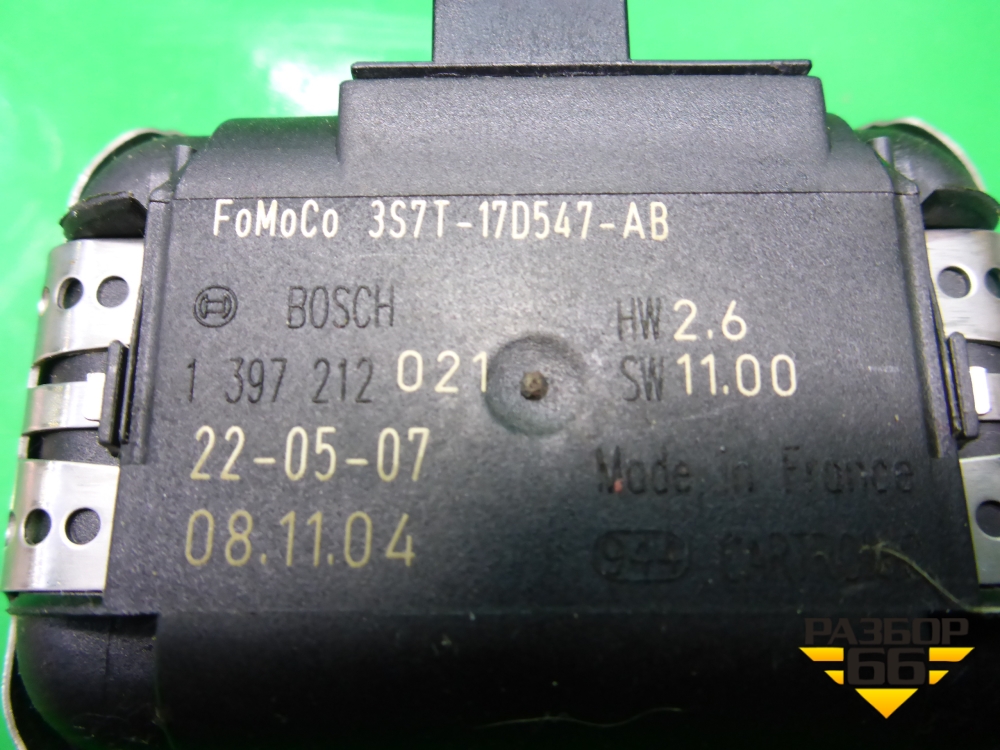 FoMoCo 3S7T-17D547-AB
BOSCH
HW 2.6
1 397 212 021
SW 11.00
22-05-07
Made in France
08.11.04
РАЗБОР
66